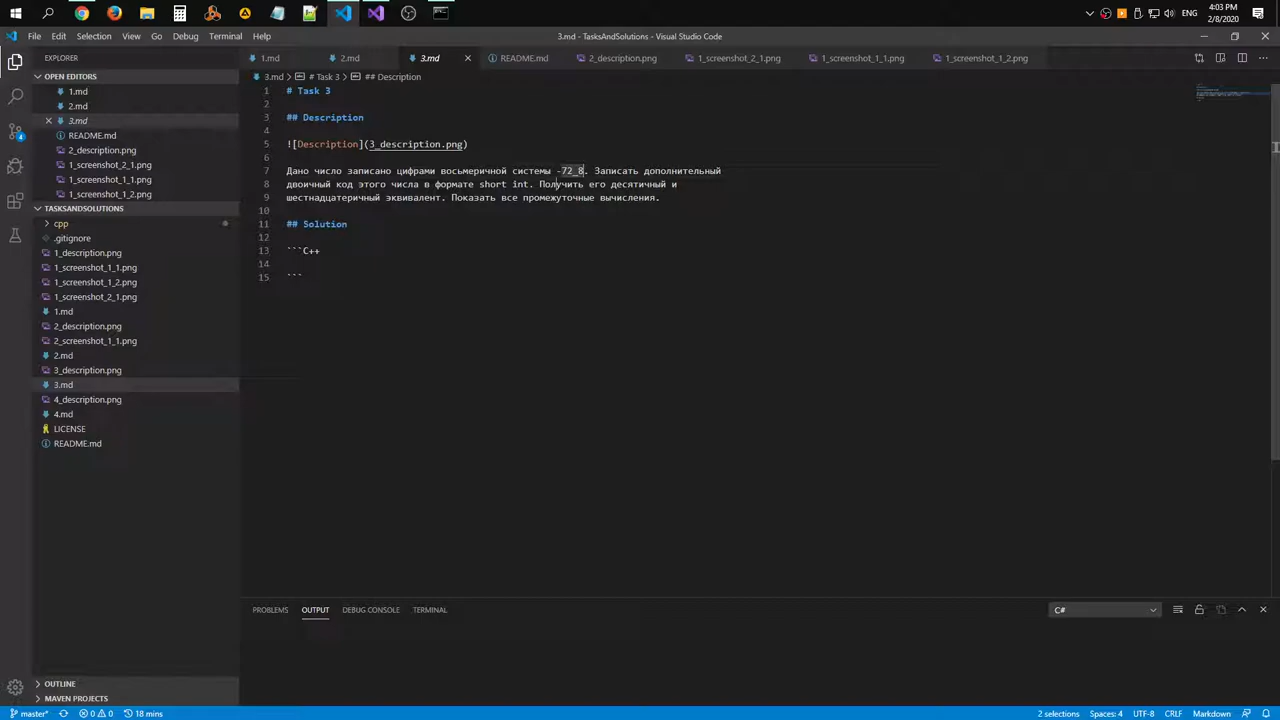 4:03 PM
ENG
2/8/2020
File Edit Selection View Go Debug Terminal Help
3.md - TasksAndSolutions - Visual Studio Code
EXPLORER
OPEN EDITORS
1.md
2.md
3.md
README.md
2_description.png
1_screenshot_2_1.png
1_screenshot_1_1.png
1_screenshot_1_2.png
TASKSANDSOLUTIONS
cpp
.gitignore
1_description.png
1_screenshot_1_1.png
1_screenshot_1_2.png
1_screenshot_2_1.png
1.md
2_description.png
2_screenshot_1_1.png
2.md
3_description.png
3.md
4_description.png
4.md
LICENSE
README.md
OUTLINE
MAVEN PROJECTS
1.md 2.md 3.md README.md 2_description.png 1_screenshot_2_1.png 1_screenshot_1_1.png 1_screenshot_1_2.png
3.md > # Task 3 > ## Description
1 # Task 3
2
3 ## Description
4
5 ![Description](3_description.png)
6
7 Дано число записано цифрами восьмеричной системы -72_8. Записать дополнительный
8 двоичный код этого числа в формате short int. Получить его десятичный и
9 шестнадцатеричный эквивалент. Показать все промежуточные вычисления.
10
11 ## Solution
12
13 ```C++
14
15 ```
PROBLEMS OUTPUT DEBUG CONSOLE TERMINAL
C#
4
master* 0 0 18 mins
2 selections Spaces: 4 UTF-8 CRLF Markdown